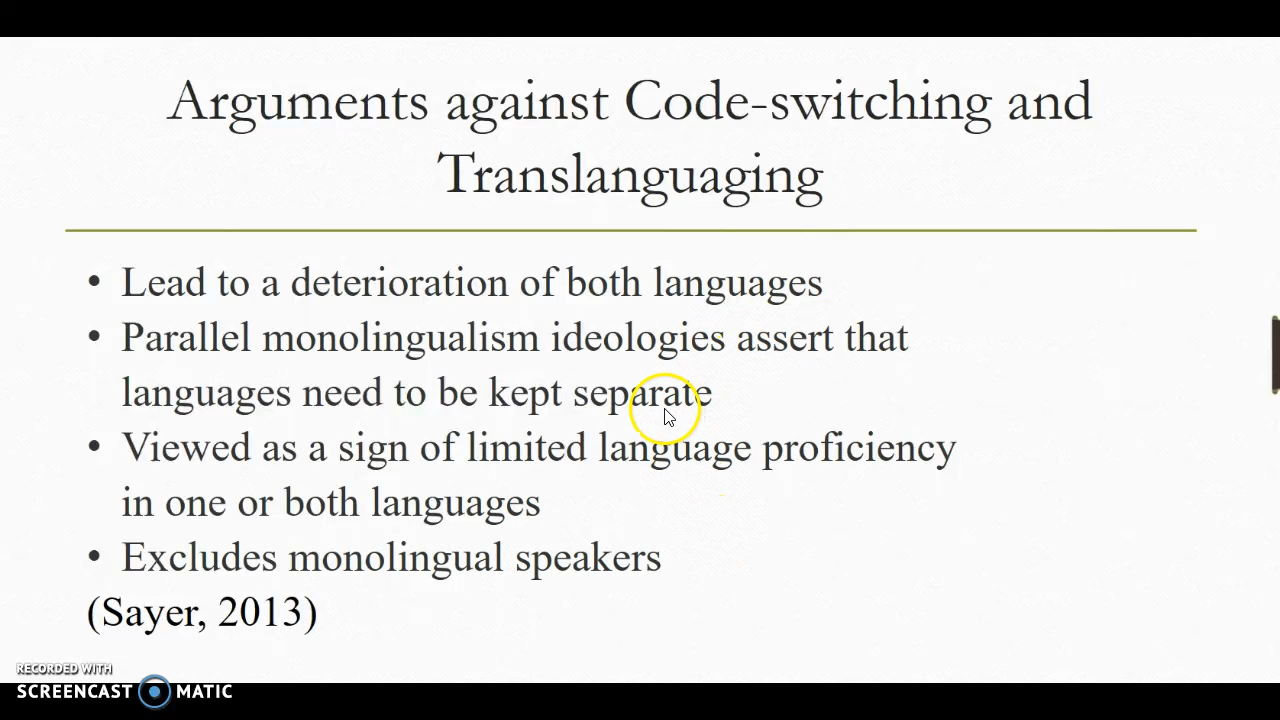 Arguments against Code-switching and
Translanguaging
• Lead to a deterioration of both languages
• Parallel monolingualism ideologies assert that
languages need to be kept separate
• Viewed as a sign of limited language proficiency
in one or both languages
• Excludes monolingual speakers
(Sayer, 2013)
RECORDED WITH
SCREENCAST MATIC